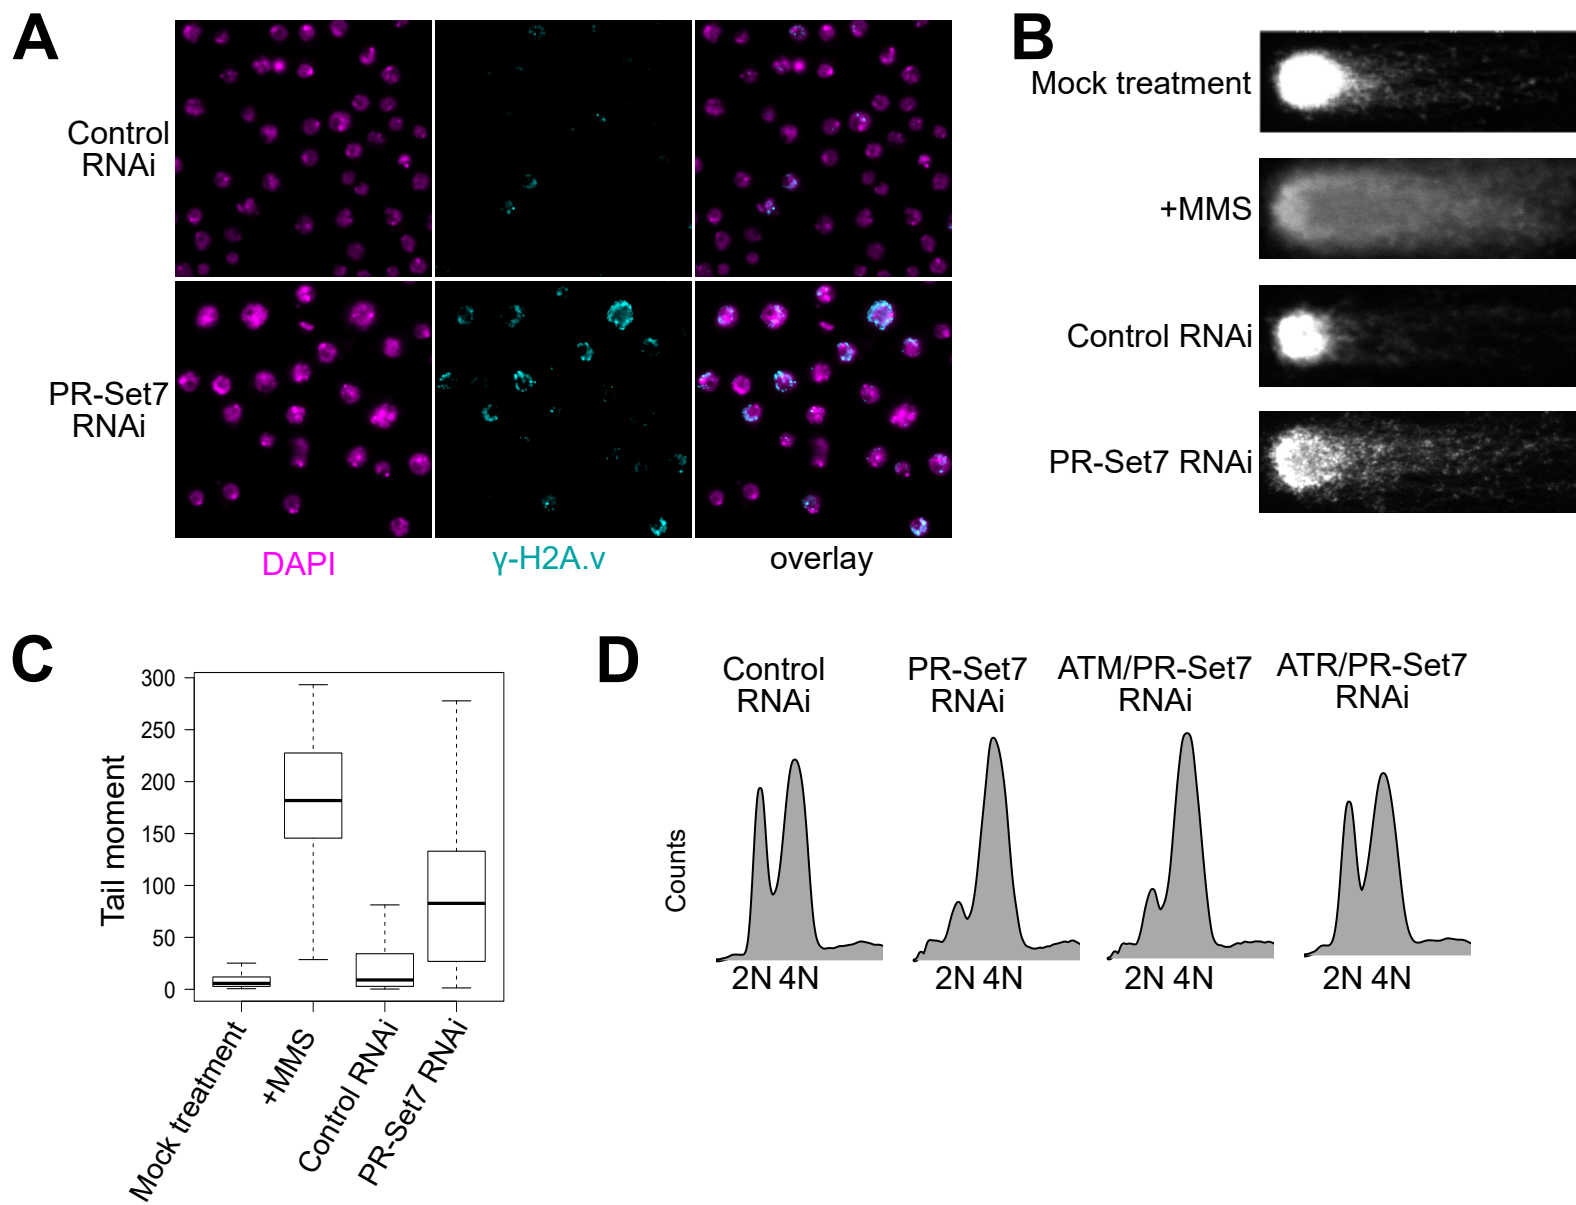 A
Control
RNAi
PR-Set7
RNAi
DAPI
γ-H2A.v
overlay
B
Mock treatment
+MMS
Control RNAi
PR-Set7 RNAi
C
Tail moment
300
250
200
150
100
50
0
Mock treatment
+MMS
Control RNAi
PR-Set7 RNAi
D
Control
RNAi
PR-Set7
RNAi
ATM/PR-Set7
RNAi
ATR/PR-Set7
RNAi
Counts
2N 4N
2N 4N
2N 4N
2N 4N